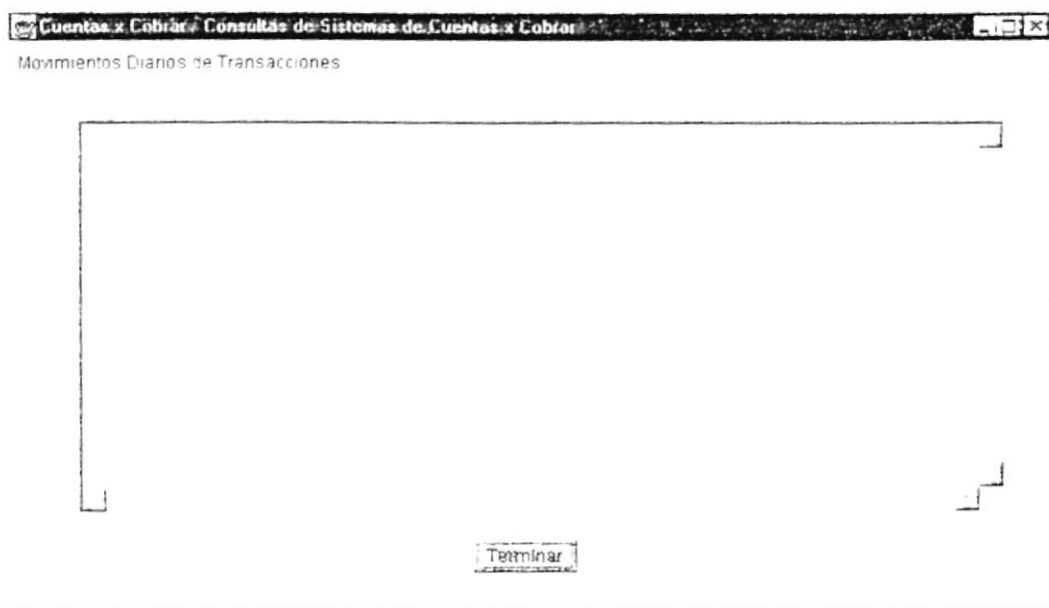 Cuentas x Cobrar - Consultas de Sistemas de Cuentas x Cobrar
Movimientos Diarios de Transacciones
Terminar